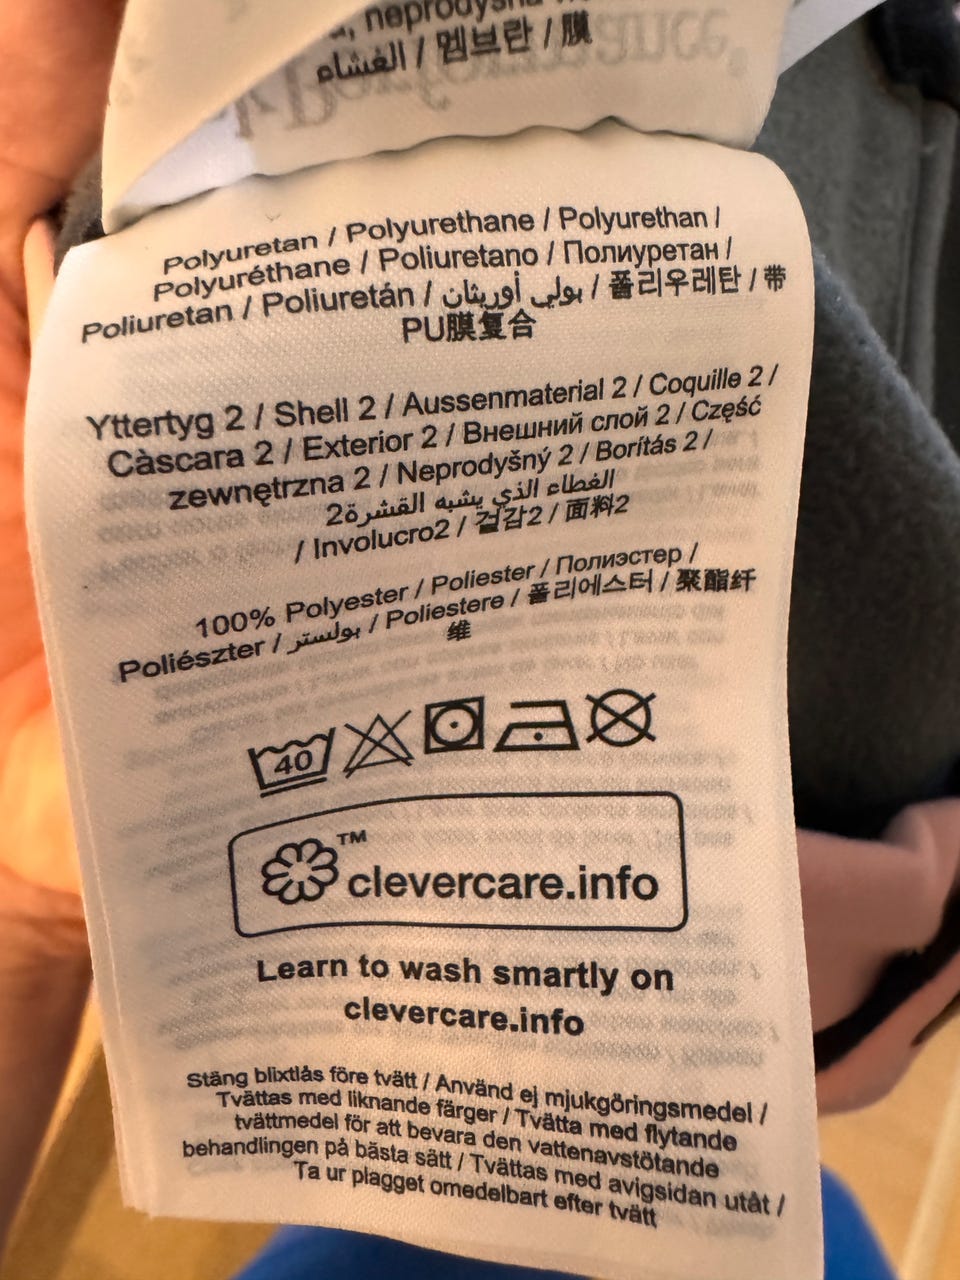 , neprodyšná
الغشاء / 멤브란 / 膜
Polyuretan / Polyurethane / Polyurethan /
Polyuréthane / Poliuretano / Полиуретан /
Poliuretan / Poliuretán / بولي أوريثان / 폴리우레탄 / 带
PU膜复合
Yttertyg 2 / Shell 2 / Aussenmaterial 2 / Coquille 2 /
Càscara 2 / Exterior 2 / Внешний слой 2 / Część
zewnętrzna 2 / Neprodyšný 2 / Borítás 2 /
الغطاء الذي يشبه القشرة2
/ Involucro2 / 겉감2 / 面料2
100% Polyester / Poliester / Полиэстер /
Poliészter / بولستر / Poliestere / 폴리에스터 / 聚酯纤
维
40
™
clevercare.info
Learn to wash smartly on
clevercare.info
Stäng blixtlås före tvätt / Använd ej mjukgöringsmedel /
Tvättas med liknande färger / Tvätta med flytande
tvättmedel för att bevara den vattenavstötande
behandlingen på bästa sätt / Tvättas med avigsidan utåt /
Ta ur plagget omedelbart efter tvätt